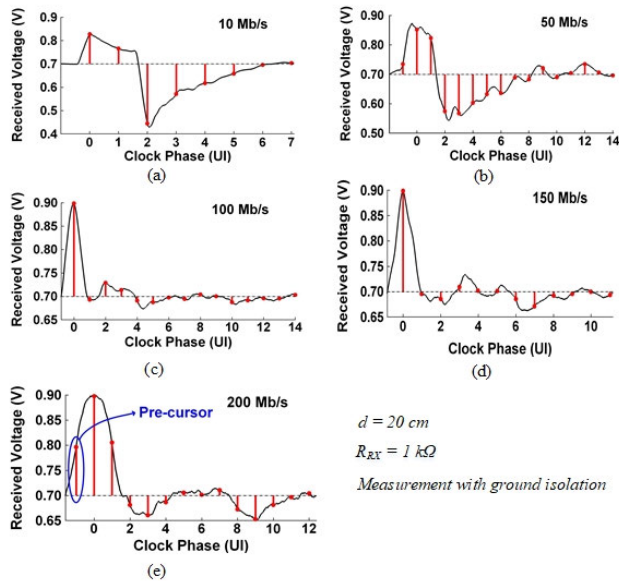 10 Mb/s
Received Voltage (V)
0.9
0.8
0.7
0.6
0.5
0.4
0 1 2 3 4 5 6 7
Clock Phase (UI)
(a)
50 Mb/s
Received Voltage (V)
0.90
0.80
0.70
0.60
0.50
0 2 4 6 8 10 12 14
Clock Phase (UI)
(b)
100 Mb/s
Received Voltage (V)
0.90
0.85
0.80
0.75
0.70
0.65
0 2 4 6 8 10 12 14
Clock Phase (UI)
(c)
150 Mb/s
Received Voltage (V)
0.90
0.85
0.80
0.75
0.70
0.65
0 2 4 6 8 10
Clock Phase (UI)
(d)
200 Mb/s
Pre-cursor
Received Voltage (V)
0.90
0.85
0.80
0.75
0.70
0.65
0 2 4 6 8 10 12
Clock Phase (UI)
(e)
d = 20 cm
R_RX = 1 kΩ
Measurement with ground isolation